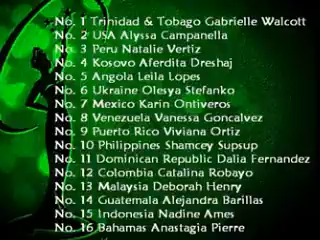 No. 1 Trinidad & Tobago Gabrielle Walcott
No. 2 USA Alyssa Campanella
No. 3 Peru Natalie Vertiz
No. 4 Kosovo Aferdita Dreshaj
No. 5 Angola Leila Lopes
No. 6 Ukraine Olesya Stefanko
No. 7 Mexico Karin Ontiveros
No. 8 Venezuela Vanessa Goncalvez
No. 9 Puerto Rico Viviana Ortiz
No. 10 Philippines Shamcey Supsup
No. 11 Dominican Republic Dalia Fernandez
No. 12 Colombia Catalina Robayo
No. 13 Malaysia Deborah Henry
No. 14 Guatemala Alejandra Barillas
No. 15 Indonesia Nadine Ames
No. 16 Bahamas Anastagia Pierre